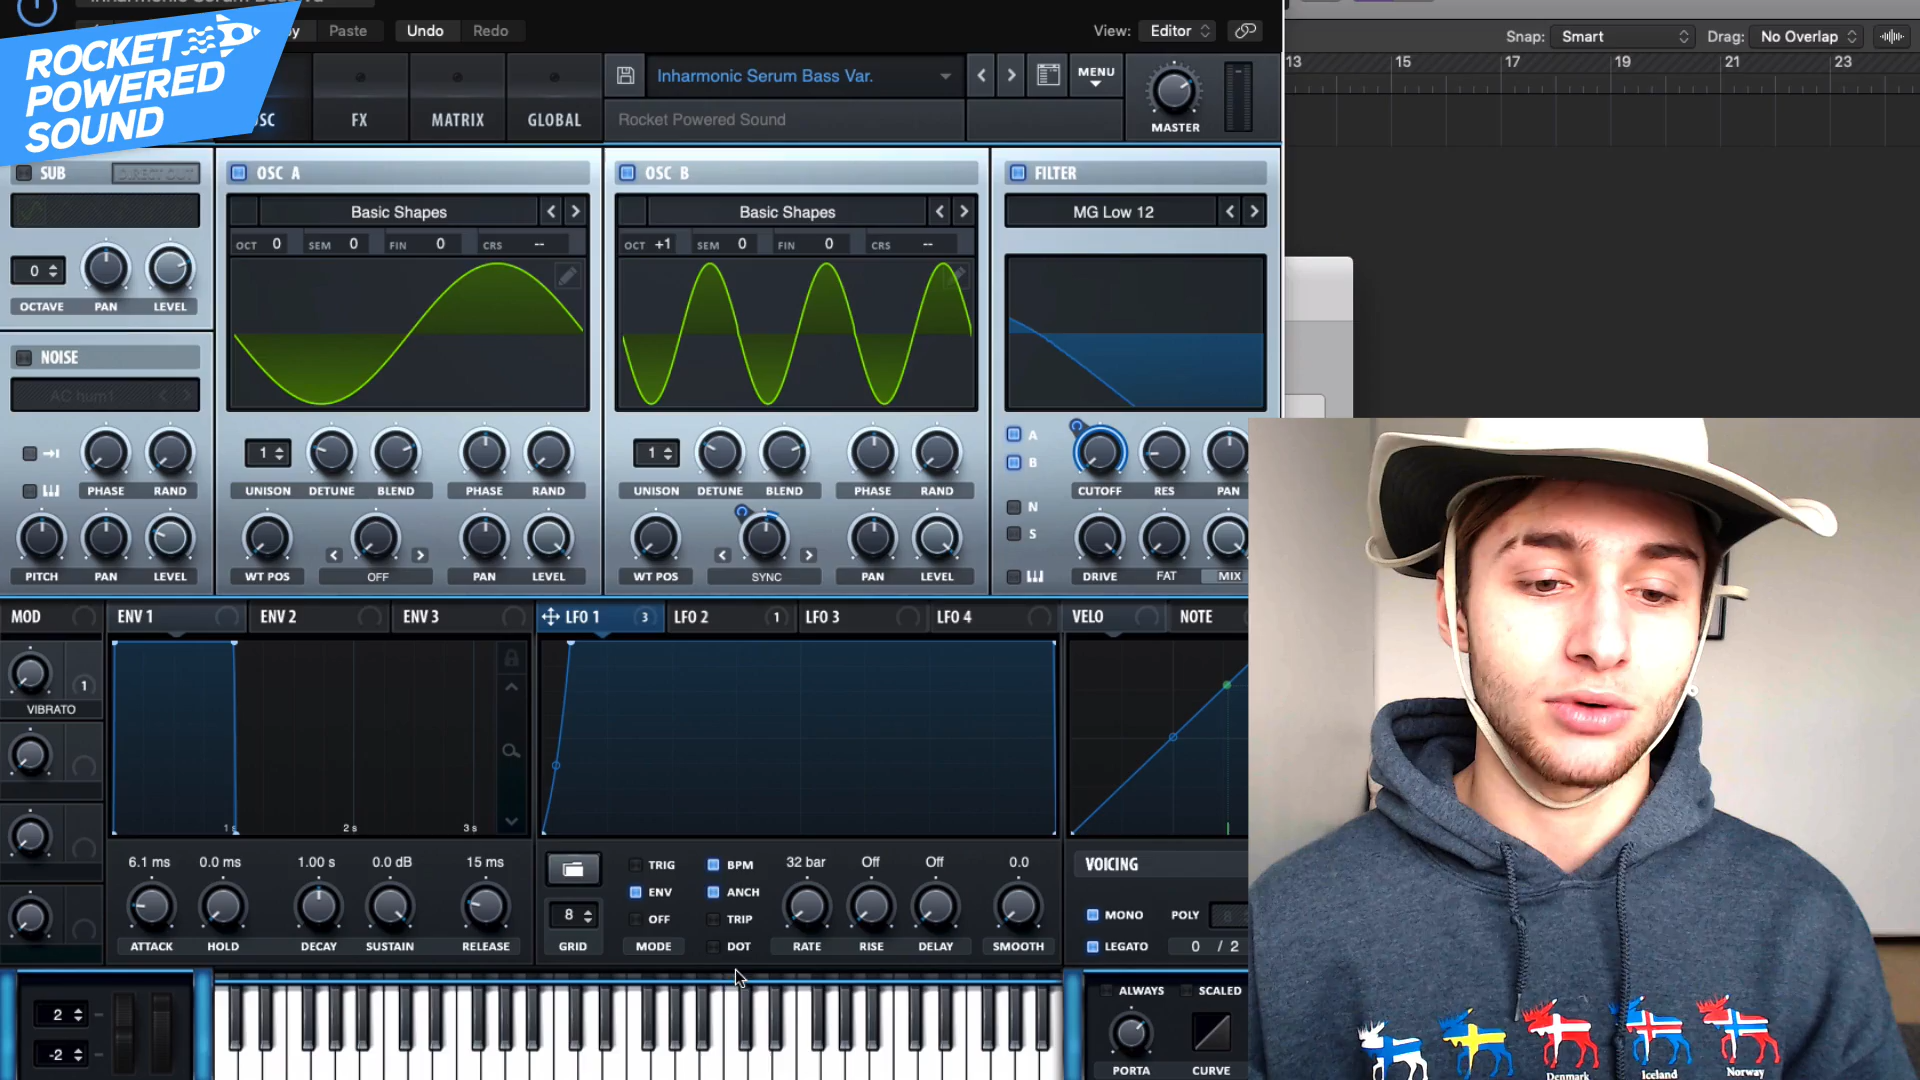 Paste
Undo
Redo
View:
Editor
Snap: Smart
Drag: No Overlap
ROCKET
POWERED
SOUND
FX
MATRIX
GLOBAL
Inharmonic Serum Bass Var.
Rocket Powered Sound
MENU
MASTER
13
15
17
19
21
23
SUB
DIRECT OUT
OSC A
OSC B
FILTER
Basic Shapes
Basic Shapes
MG Low 12
OCT 0 SEM 0 FIN 0 CRS --
OCT +1 SEM 0 FIN 0 CRS --
0
OCTAVE PAN LEVEL
NOISE
AC hum1
1
1
A
B
N
S
PHASE RAND
UNISON DETUNE BLEND PHASE RAND
UNISON DETUNE BLEND PHASE RAND
CUTOFF RES PAN
PITCH PAN LEVEL
WT POS OFF PAN LEVEL
WT POS SYNC PAN LEVEL
DRIVE FAT MIX
MOD
ENV 1
ENV 2
ENV 3
LFO 1 3
LFO 2 1
LFO 3
LFO 4
VELO
NOTE
1
VIBRATO
2 s
3 s
6.1 ms 0.0 ms 1.00 s 0.0 dB 15 ms
ATTACK HOLD DECAY SUSTAIN RELEASE
8
GRID
TRIG
ENV
OFF
MODE
BPM
ANCH
TRIP
DOT
32 bar Off Off 0.0
RATE RISE DELAY SMOOTH
VOICING
MONO POLY 8
LEGATO 0 / 2
ALWAYS SCALED
PORTA CURVE
2
-2
Denmark
Iceland
Norway